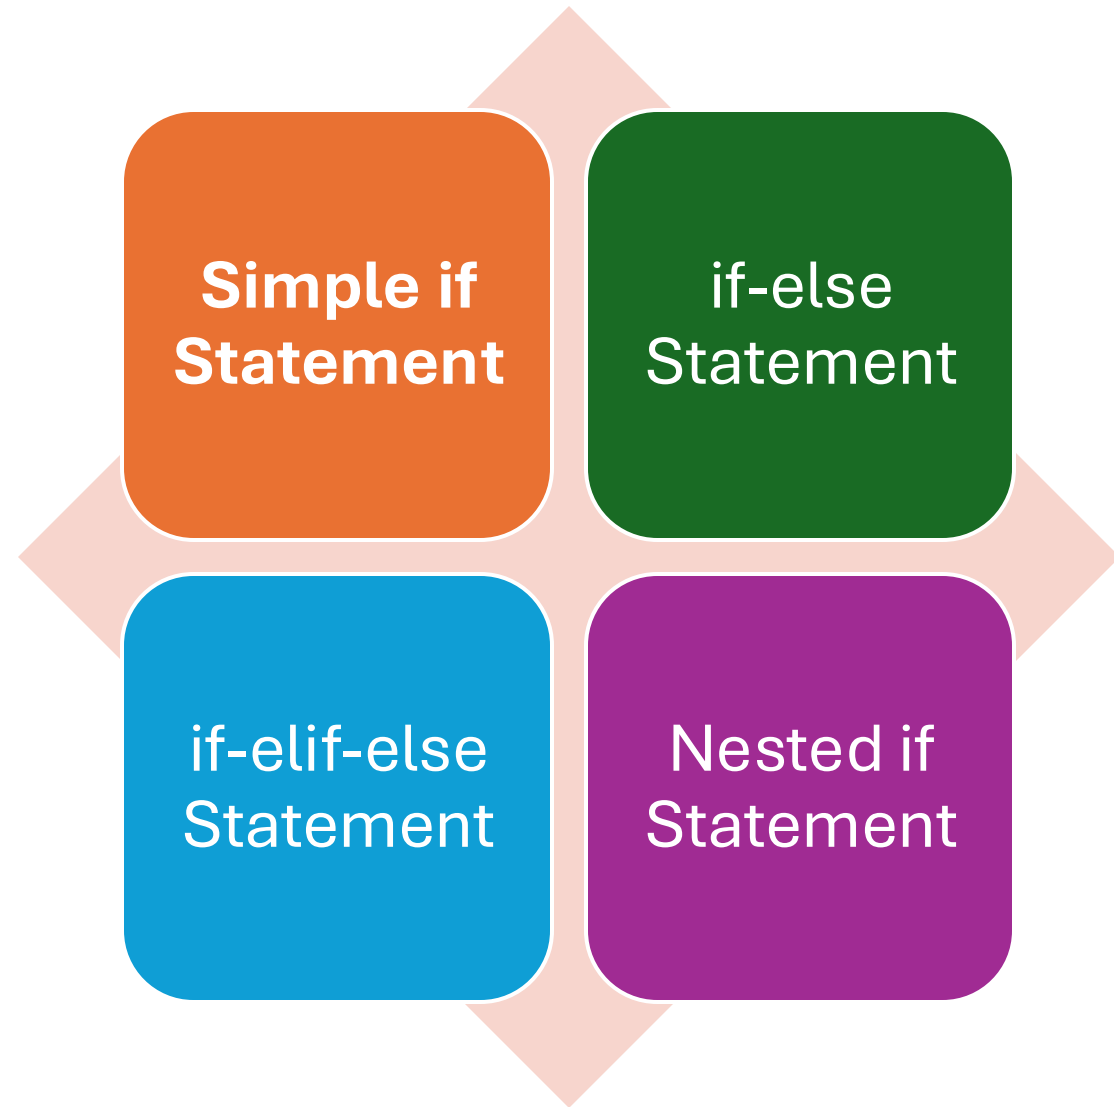 Simple if
Statement
if-else
Statement
if-elif-else
Statement
Nested if
Statement